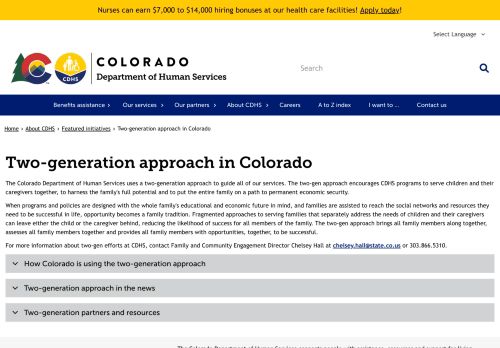 Nurses can earn $7,000 to $14,000 hiring bonuses at our health care facilities! Apply today!
Select Language
COLORADO
Department of Human Services
CDHS
Search
Benefits assistance
Our services
Our partners
About CDHS
Careers
A to Z index
I want to ...
Contact us
Home › About CDHS › Featured initiatives › Two-generation approach in Colorado
Two-generation approach in Colorado
The Colorado Department of Human Services uses a two-generation approach to guide all of our services. The two-gen approach encourages CDHS programs to serve children and their
caregivers together, to harness the family's full potential and to put the entire family on a path to permanent economic security.
When programs and policies are designed with the whole family's educational and economic future in mind, and families are assisted to reach the social networks and resources they
need to be successful in life, opportunity becomes a family tradition. Fragmented approaches to serving families that separately address the needs of children and their caregivers
can leave either the child or the caregiver behind, reducing the likelihood of success for all members of the family. The two-gen approach brings all family members along together,
assesses all family members together and provides all family members with opportunities, together, to be successful.
For more information about two-gen efforts at CDHS, contact Family and Community Engagement Director Chelsey Hall at chelsey.hall@state.co.us or 303.866.5310.
How Colorado is using the two-generation approach
Two-generation approach in the news
Two-generation partners and resources